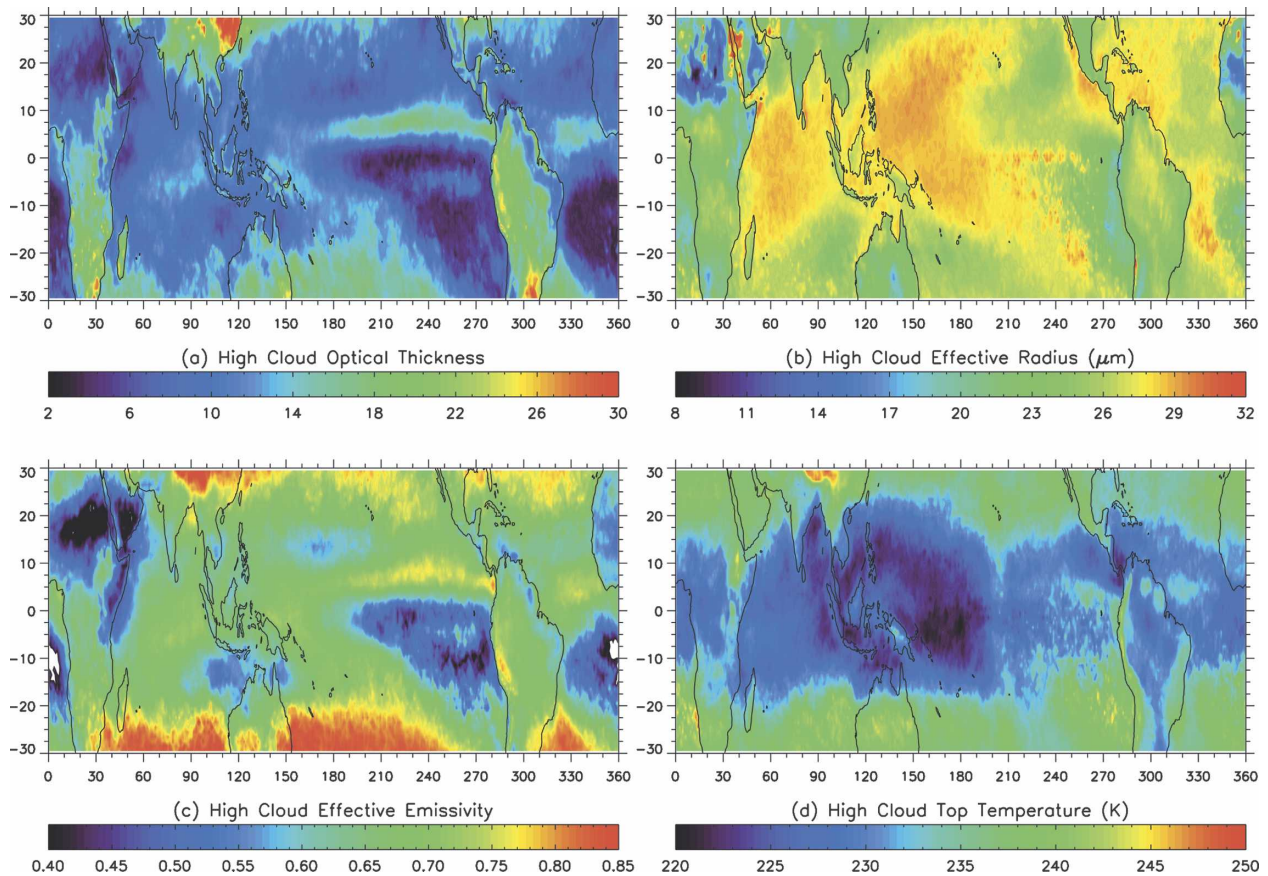 30
20
10
0
−10
−20
−30
0 30 60 90 120 150 180 210 240 270 300 330 360
(a) High Cloud Optical Thickness
2 6 10 14 18 22 26 30
30
20
10
0
−10
−20
−30
0 30 60 90 120 150 180 210 240 270 300 330 360
(b) High Cloud Effective Radius (μm)
8 11 14 17 20 23 26 29 32
30
20
10
0
−10
−20
−30
0 30 60 90 120 150 180 210 240 270 300 330 360
(c) High Cloud Effective Emissivity
0.40 0.45 0.50 0.55 0.60 0.65 0.70 0.75 0.80 0.85
30
20
10
0
−10
−20
−30
0 30 60 90 120 150 180 210 240 270 300 330 360
(d) High Cloud Top Temperature (K)
220 225 230 235 240 245 250